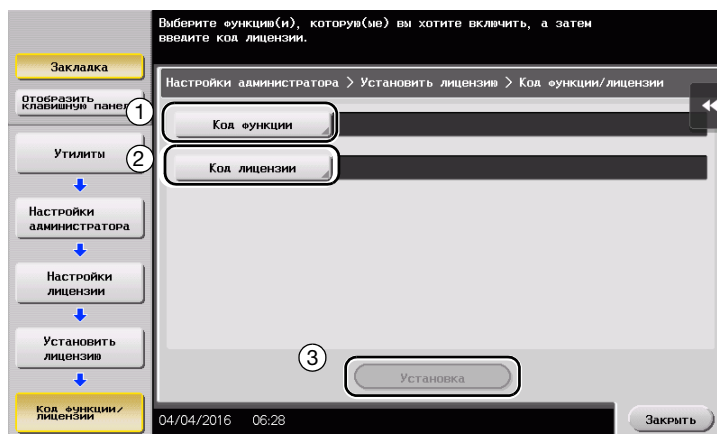 Выберите функцию(и), которую(ые) вы хотите включить, а затем
введите код лицензии.
Закладка
Отобразить
клавишную панель
Утилиты
Настройки
администратора
Настройки
лицензии
Установить
лицензию
Код функции/
лицензии
Настройки администратора > Установить лицензию > Код функции/лицензии
1
Код функции
2
Код лицензии
3
Установка
04/04/2016 06:28
Закрыть